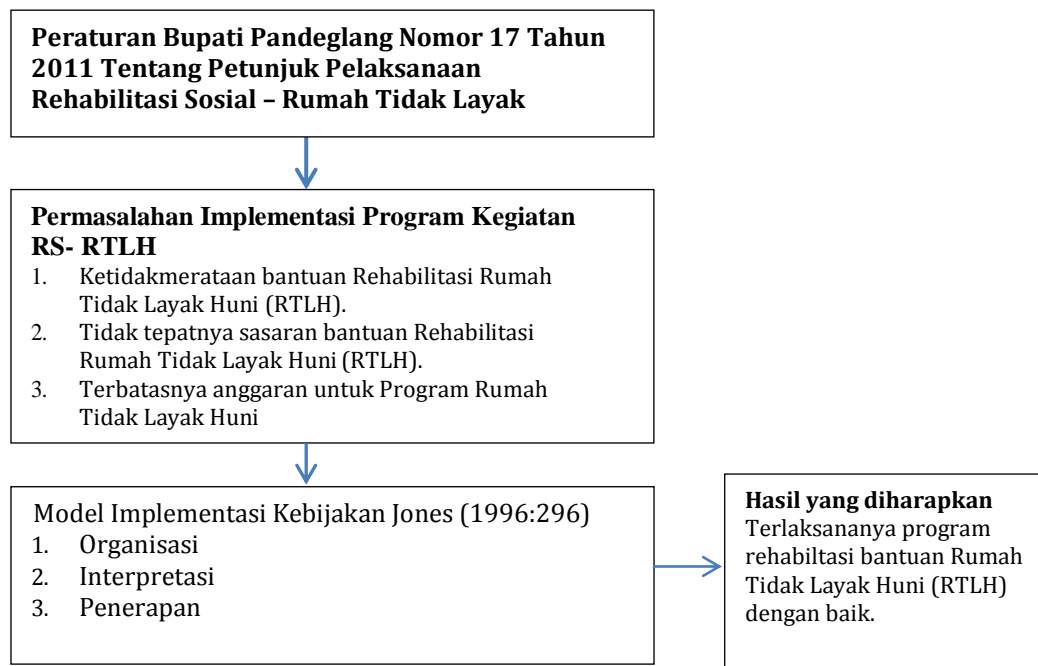 Peraturan Bupati Pandeglang Nomor 17 Tahun
2011 Tentang Petunjuk Pelaksanaan
Rehabilitasi Sosial – Rumah Tidak Layak
Permasalahan Implementasi Program Kegiatan
RS- RTLH
1. Ketidakmerataan bantuan Rehabilitasi Rumah
Tidak Layak Huni (RTLH).
2. Tidak tepatnya sasaran bantuan Rehabilitasi
Rumah Tidak Layak Huni (RTLH).
3. Terbatasnya anggaran untuk Program Rumah
Tidak Layak Huni
Model Implementasi Kebijakan Jones (1996:296)
1. Organisasi
2. Interpretasi
3. Penerapan
Hasil yang diharapkan
Terlaksananya program
rehabiltasi bantuan Rumah
Tidak Layak Huni (RTLH)
dengan baik.